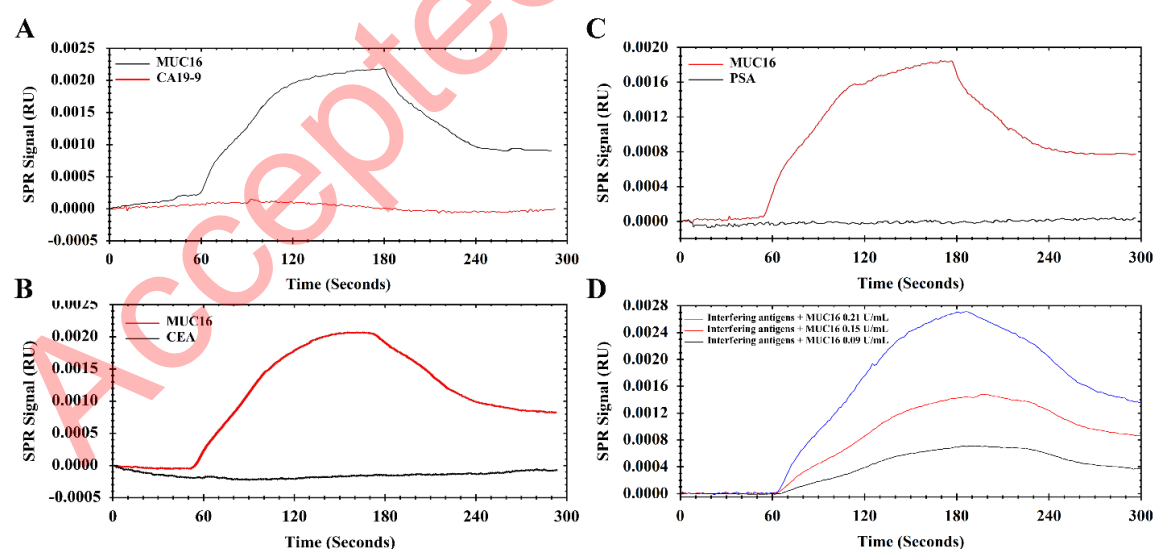 A
0.0025
0.0020
0.0015
0.0010
0.0005
0.0000
-0.0005
SPR Signal (RU)
MUC16
CA19-9
0 60 120 180 240 300
Time (Seconds)
C
0.0020
0.0016
0.0012
0.0008
0.0004
0.0000
SPR Signal (RU)
MUC16
PSA
0 60 120 180 240 300
Time (Seconds)
B
0.0025
0.0020
0.0015
0.0010
0.0005
0.0000
-0.0005
SPR Signal (RU)
MUC16
CEA
0 60 120 180 240 300
Time (Seconds)
D
0.0028
0.0024
0.0020
0.0016
0.0012
0.0008
0.0004
0.0000
SPR Signal (RU)
Interfering antigens + MUC16 0.21 U/mL
Interfering antigens + MUC16 0.15 U/mL
Interfering antigens + MUC16 0.09 U/mL
0 60 120 180 240 300
Time (Seconds)
Accepte